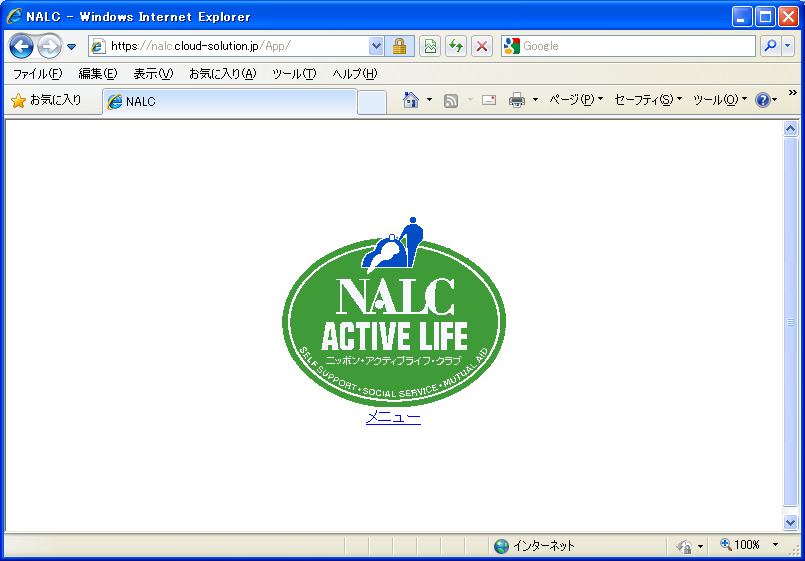 NALC - Windows Internet Explorer
https://nalc.cloud-solution.jp/App/
Google
ファイル(F) 編集(E) 表示(V) お気に入り(A) ツール(T) ヘルプ(H)
お気に入り
NALC
ページ(P) セーフティ(S) ツール(O)
NALC
ACTIVE LIFE
ニッポン・アクティブライフ・クラブ
SELF SUPPORT・SOCIAL SERVICE・MUTUAL AID
メニュー
インターネット
100%